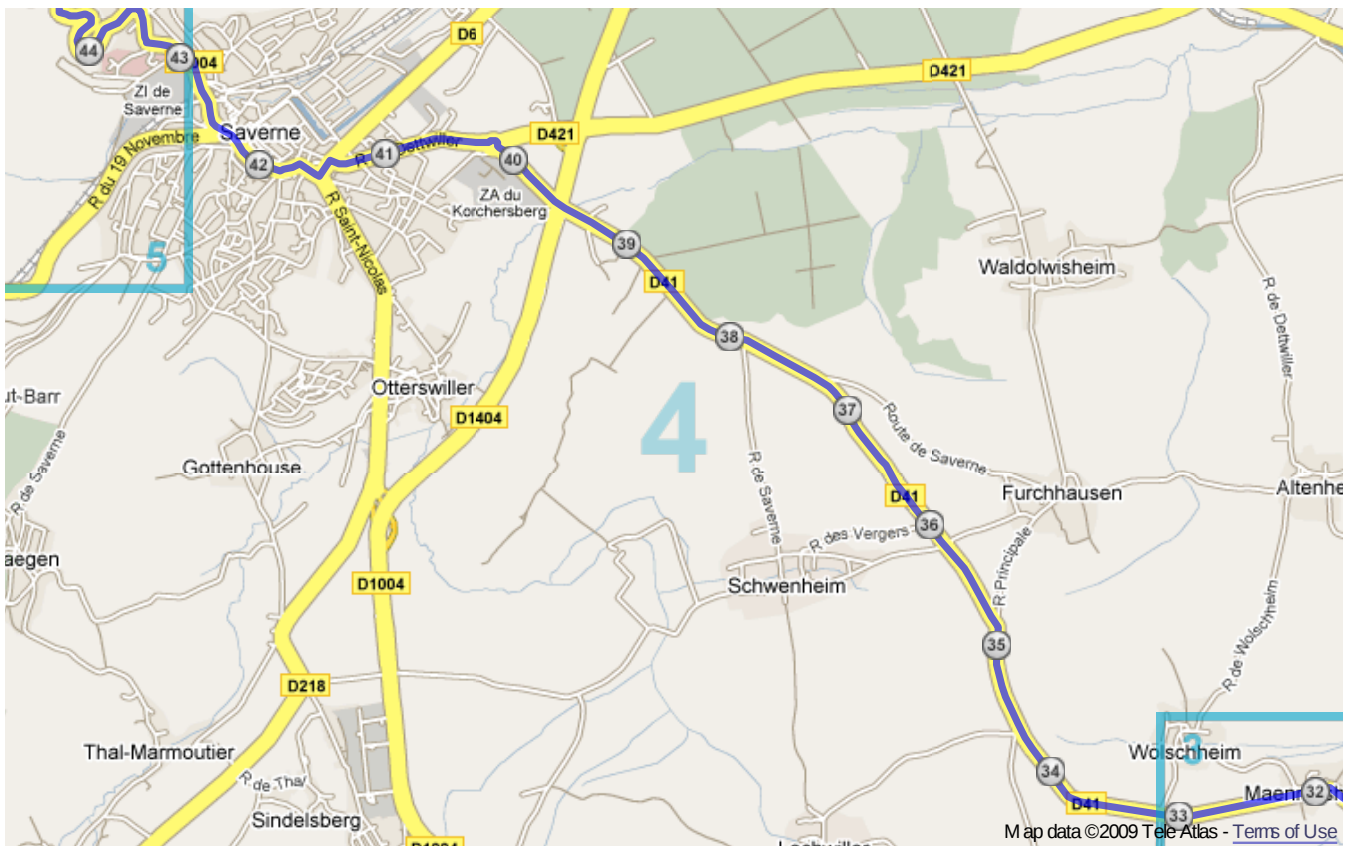 D6
44
43
ZI de
Saverne
D421
Saverne
D421
R du 19 Novembre
42
41
40
ZA du
Korchersberg
R Saint-Nicolas
39
5
Waldolwisheim
D41
R de Dettwiller
38
Otterswiller
37
D1404
4
Route de Saverne
Gottenhouse
R de Saverne
R de Saverne
D41
Furchhausen
36
R des Vergers
R Principale
Schwenheim
D1004
R de Wolschheim
35
D218
Thal-Marmoutier
Wolschheim
3
34
R de Thal
32
D41
33
Sindelsberg
Map data ©2009 Tele Atlas - Terms of Use